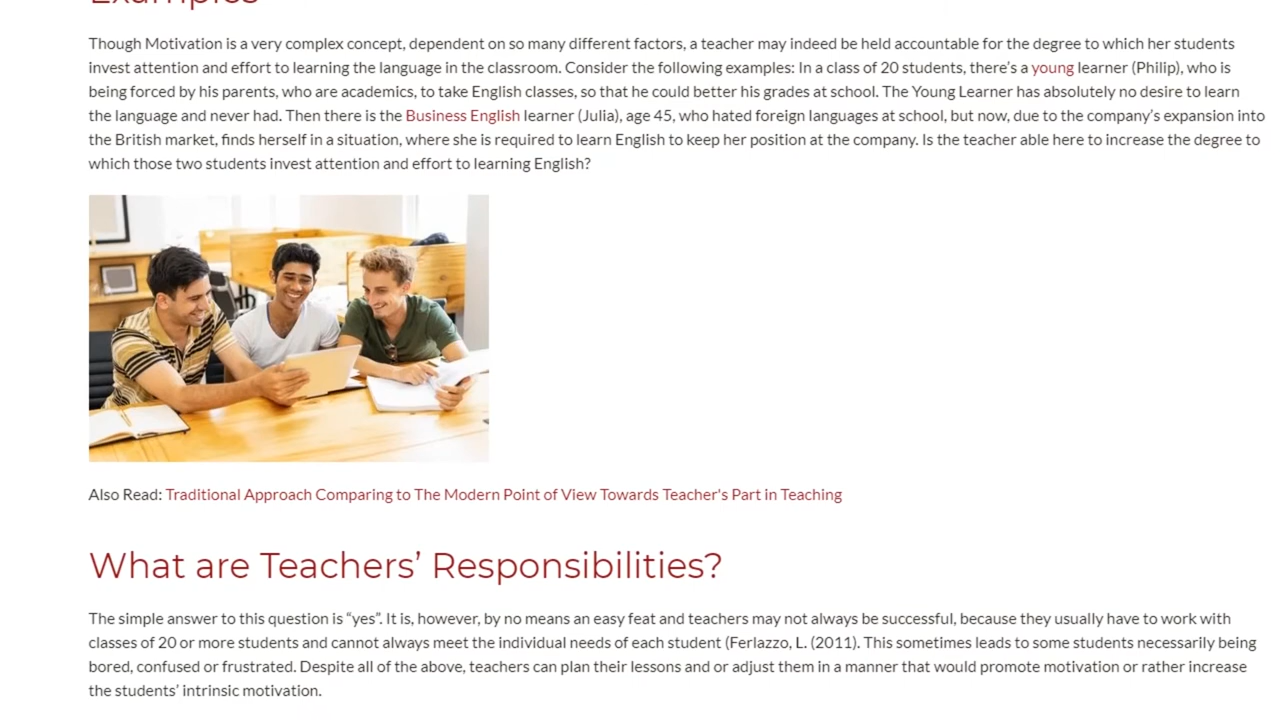 Examples
Though Motivation is a very complex concept, dependent on so many different factors, a teacher may indeed be held accountable for the degree to which her students
invest attention and effort to learning the language in the classroom. Consider the following examples: In a class of 20 students, there's a young learner (Philip), who is
being forced by his parents, who are academics, to take English classes, so that he could better his grades at school. The Young Learner has absolutely no desire to learn
the language and never had. Then there is the Business English learner (Julia), age 45, who hated foreign languages at school, but now, due to the company's expansion into
the British market, finds herself in a situation, where she is required to learn English to keep her position at the company. Is the teacher able here to increase the degree to
which those two students invest attention and effort to learning English?
Also Read: Traditional Approach Comparing to The Modern Point of View Towards Teacher's Part in Teaching
What are Teachers’ Responsibilities?
The simple answer to this question is “yes”. It is, however, by no means an easy feat and teachers may not always be successful, because they usually have to work with
classes of 20 or more students and cannot always meet the individual needs of each student (Ferlazzo, L. (2011). This sometimes leads to some students necessarily being
bored, confused or frustrated. Despite all of the above, teachers can plan their lessons and or adjust them in a manner that would promote motivation or rather increase
the students’ intrinsic motivation.